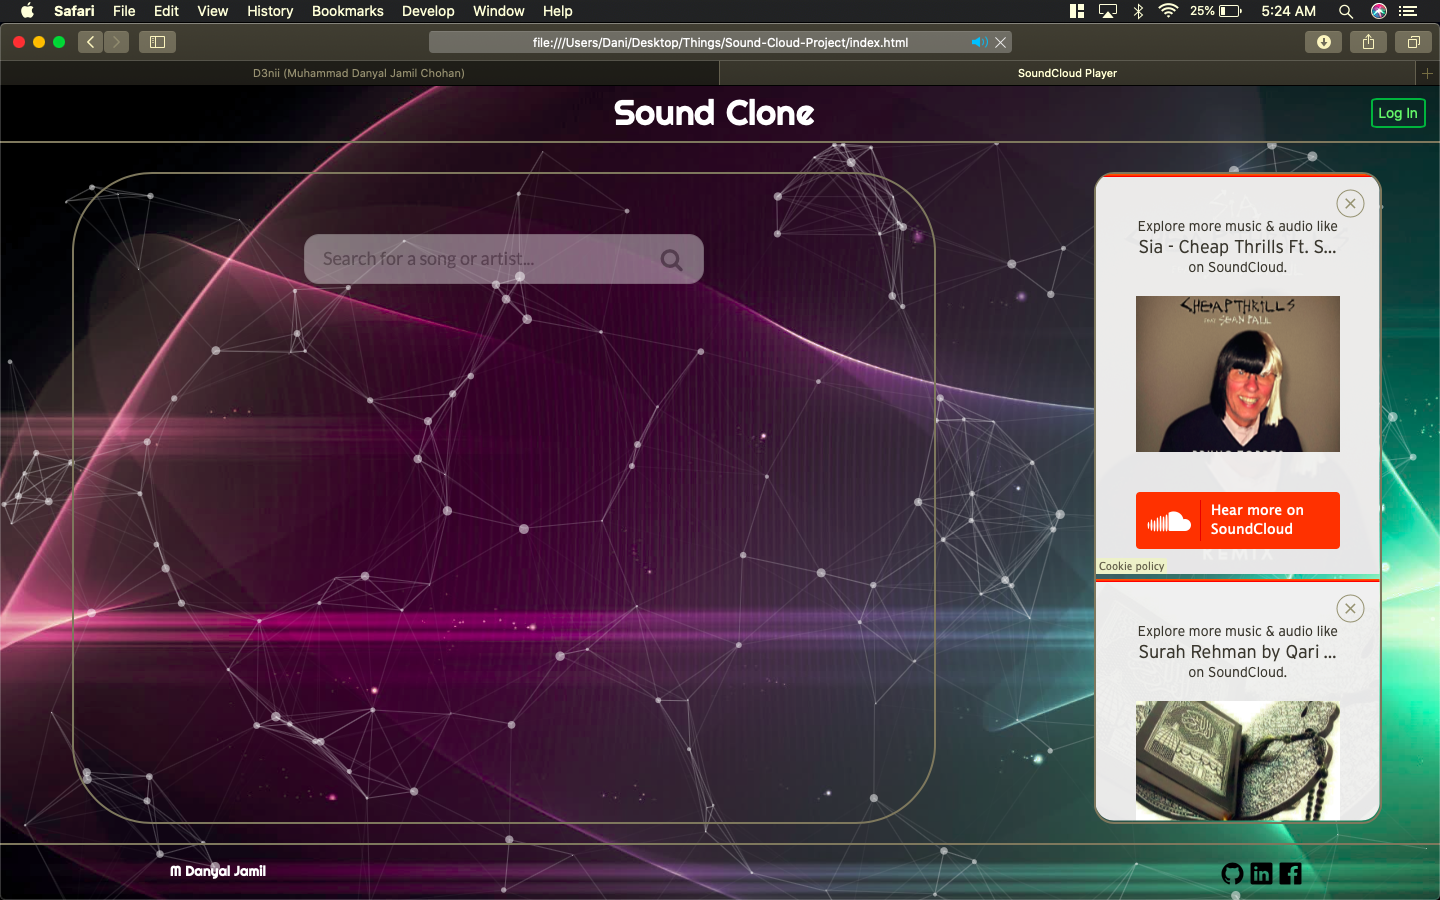 Safari File Edit View History Bookmarks Develop Window Help 25% 5:24 AM
file:///Users/Dani/Desktop/Things/Sound-Cloud-Project/index.html
D3nii (Muhammad Danyal Jamil Chohan) SoundCloud Player
Sound Clone
Log In
Search for a song or artist...
Explore more music & audio like
Sia - Cheap Thrills Ft. S...
on SoundCloud.
CHEAP THRILLS
FEAT. SEAN PAUL
Hear more on
SoundCloud
REMIX
Cookie policy
Explore more music & audio like
Surah Rehman by Qari ...
on SoundCloud.
M Danyal Jamil